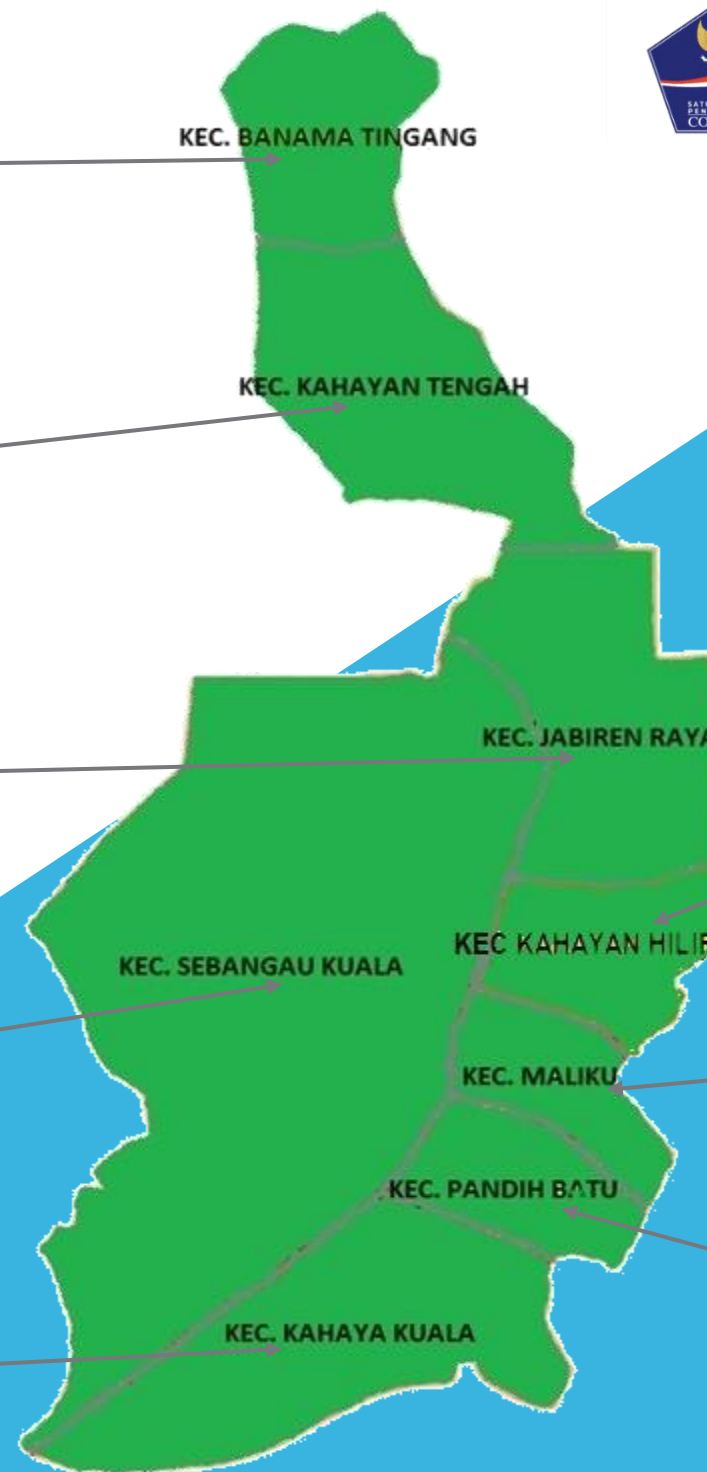 KEC. BANAMA TINGANG
KEC. KAHAYAN TENGAH
KEC. JABIREN RAYA
KEC KAHAYAN HILIR
KEC. SEBANGAU KUALA
KEC. MALIKU
KEC. PANDIH BATU
KEC. KAHAYA KUALA